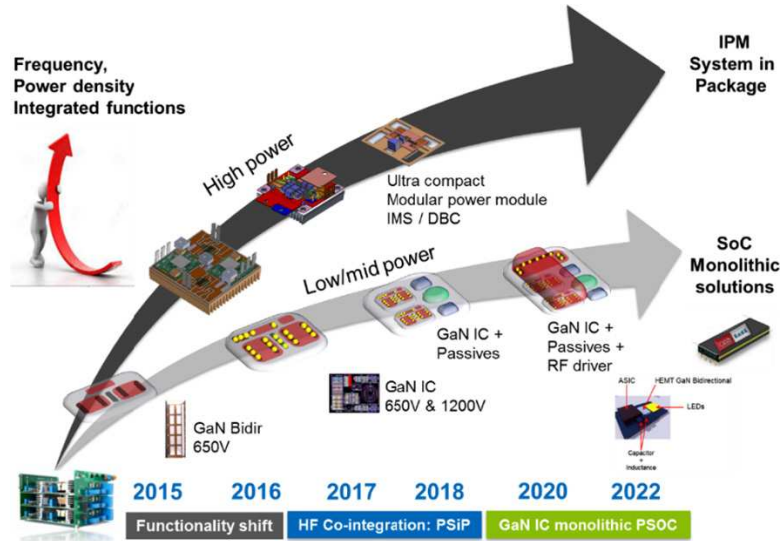 Frequency,
Power density
Integrated functions
IPM
System in
Package
High power
Ultra compact
Modular power module
IMS / DBC
Low/mid power
SoC
Monolithic
solutions
GaN IC +
Passives
GaN IC +
Passives +
RF driver
GaN IC
650V & 1200V
GaN Bidir
650V
ASIC
HEMT GaN Bidirectional
LEDs
Capacitor
+
Inductance
2015
2016
2017
2018
2020
2022
Functionality shift
HF Co-integration: PSiP
GaN IC monolithic PSOC